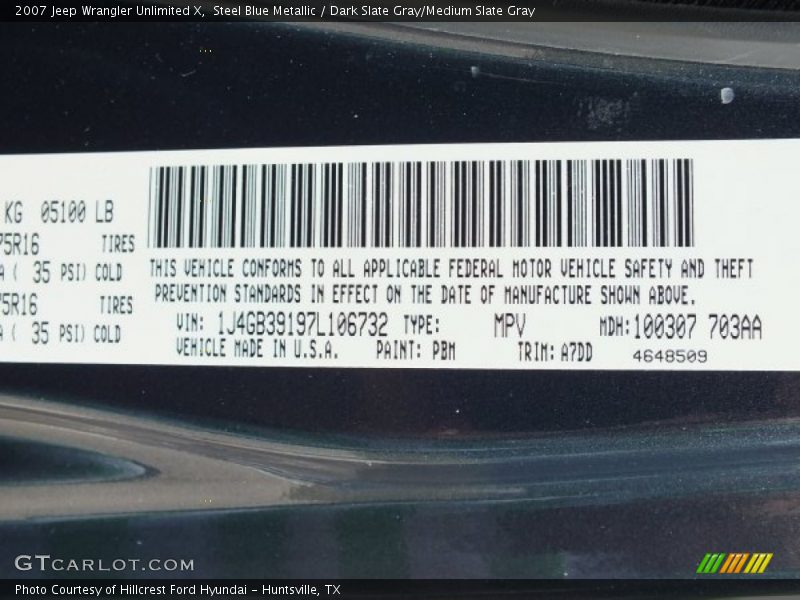 2007 Jeep Wrangler Unlimited X,  Steel Blue Metallic / Dark Slate Gray/Medium Slate Gray
KG 05100 LB
75R16 TIRES
A ( 35 PSI) COLD
75R16 TIRES
A ( 35 PSI) COLD
THIS VEHICLE CONFORMS TO ALL APPLICABLE FEDERAL MOTOR VEHICLE SAFETY AND THEFT
PREVENTION STANDARDS IN EFFECT ON THE DATE OF MANUFACTURE SHOWN ABOVE.
VIN: 1J4GB39197L106732 TYPE: MPV MDH:100307 703AA
VEHICLE MADE IN U.S.A. PAINT: PBM TRIM: A7DD 4648509
GTCARLOT.COM
Photo Courtesy of Hillcrest Ford Hyundai - Huntsville, TX